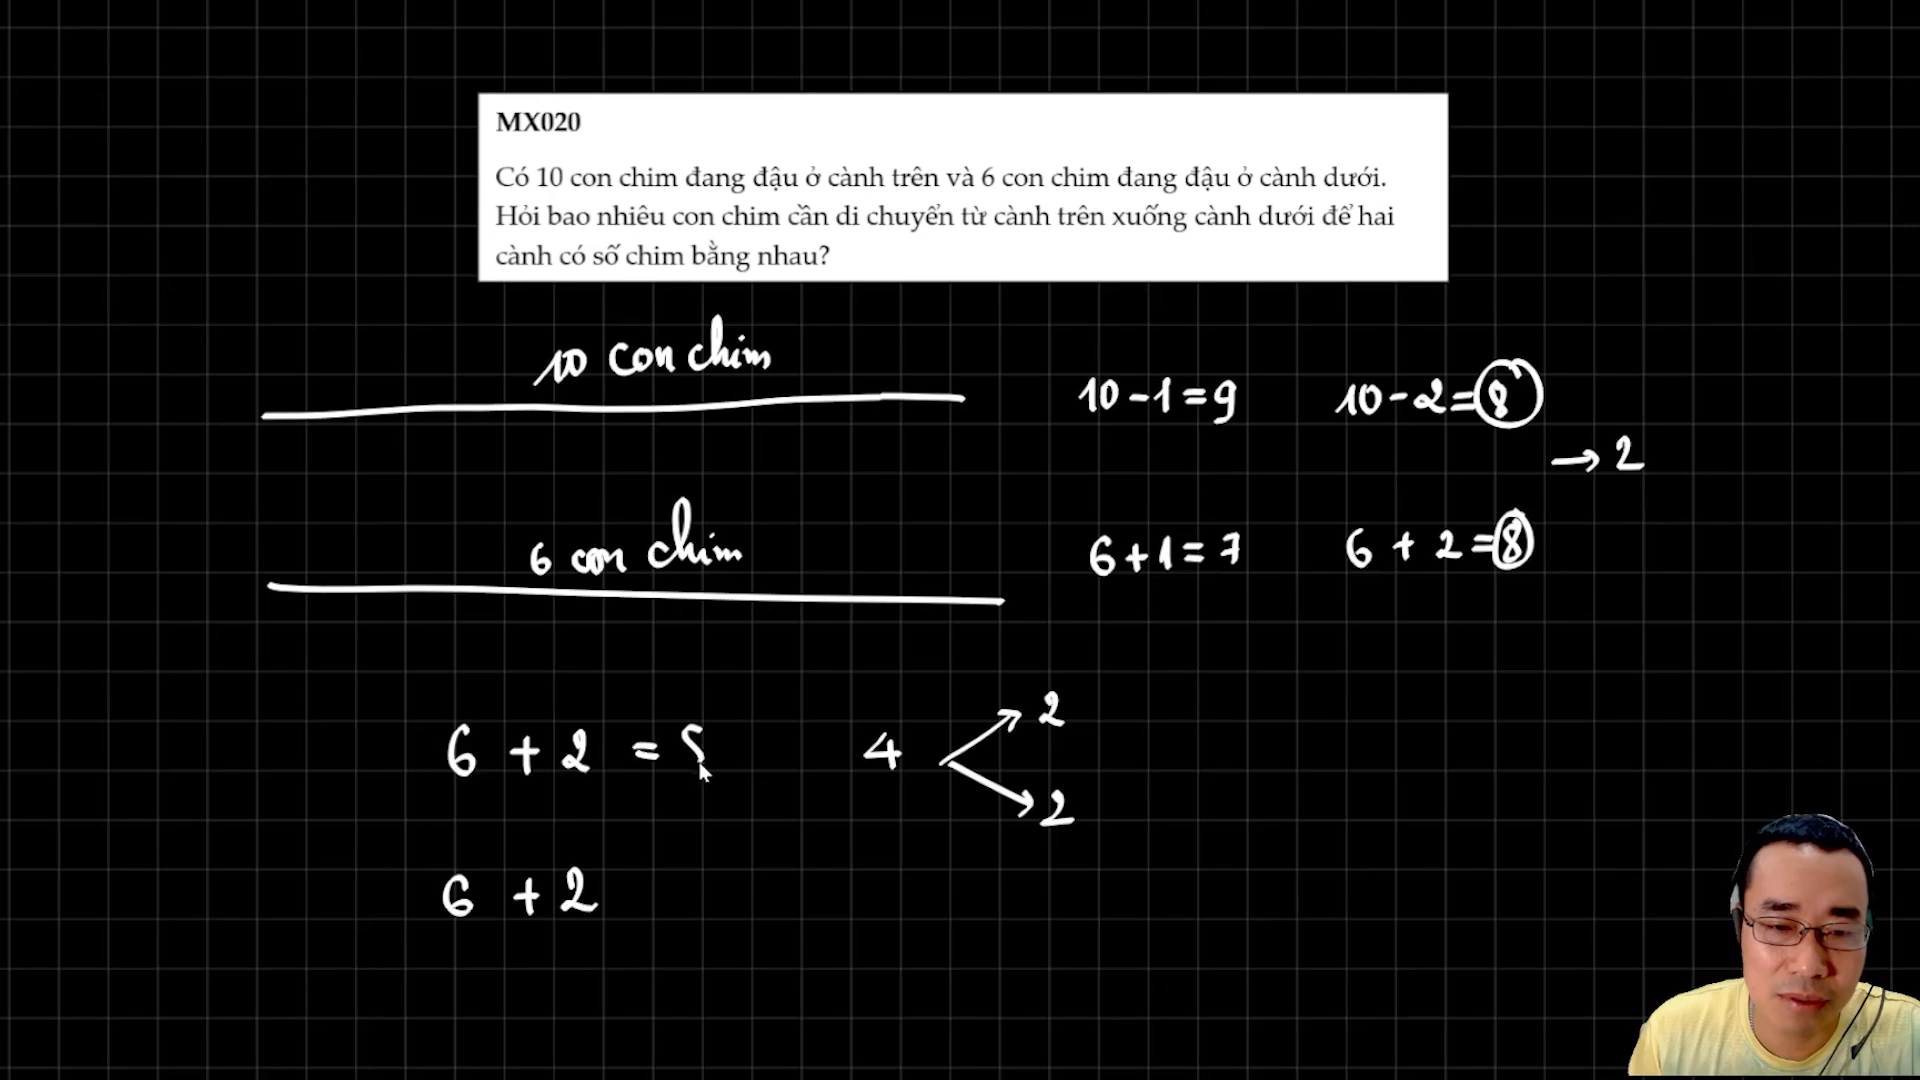 MX020
Có 10 con chim đang đậu ở cành trên và 6 con chim đang đậu ở cành dưới.
Hỏi bao nhiêu con chim cần di chuyển từ cành trên xuống cành dưới để hai
cành có số chim bằng nhau?
10 con chim
10 - 1 = 9
10 - 2 = 8
→ 2
6 con chim
6 + 1 = 7
6 + 2 = 8
2
6 + 2 =
4
2
6 + 2